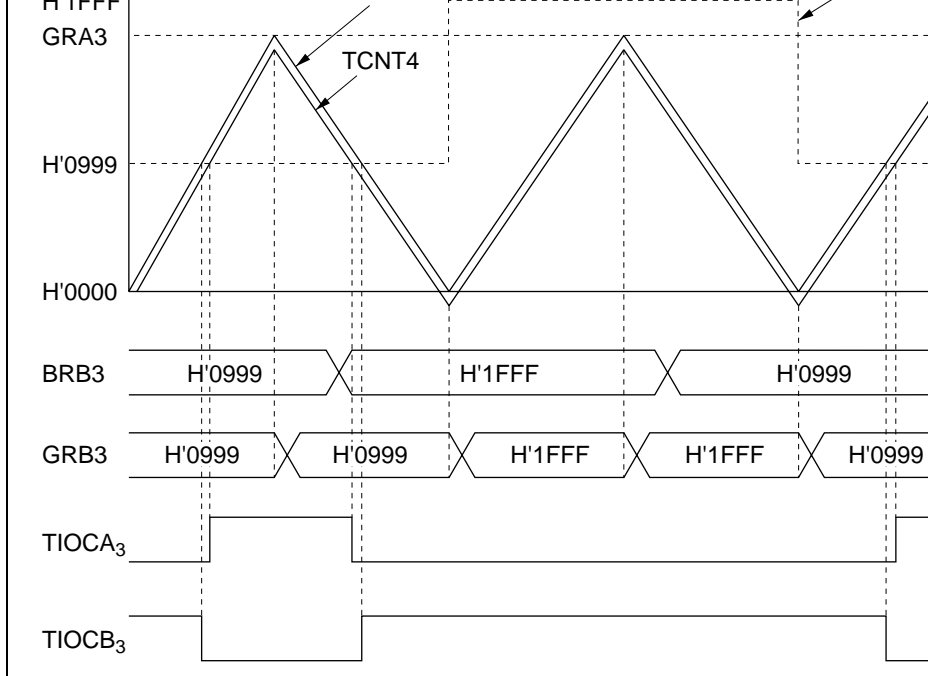 H'1FFF
GRA3
TCNT4
H'0999
H'0000
BRB3 H'0999 H'1FFF H'0999
GRB3 H'0999 H'0999 H'1FFF H'1FFF H'0999
TIOCA3
TIOCB3